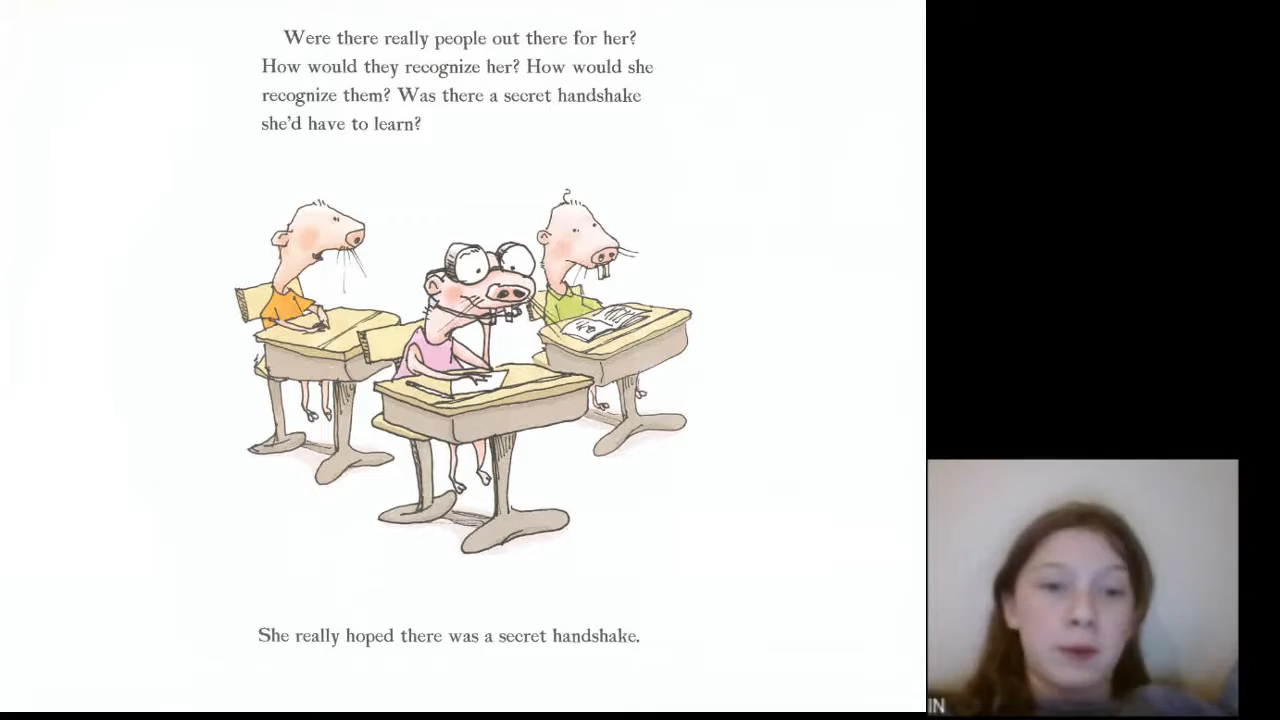 Were there really people out there for her?
How would they recognize her? How would she
recognize them? Was there a secret handshake
she'd have to learn?
She really hoped there was a secret handshake.
IN